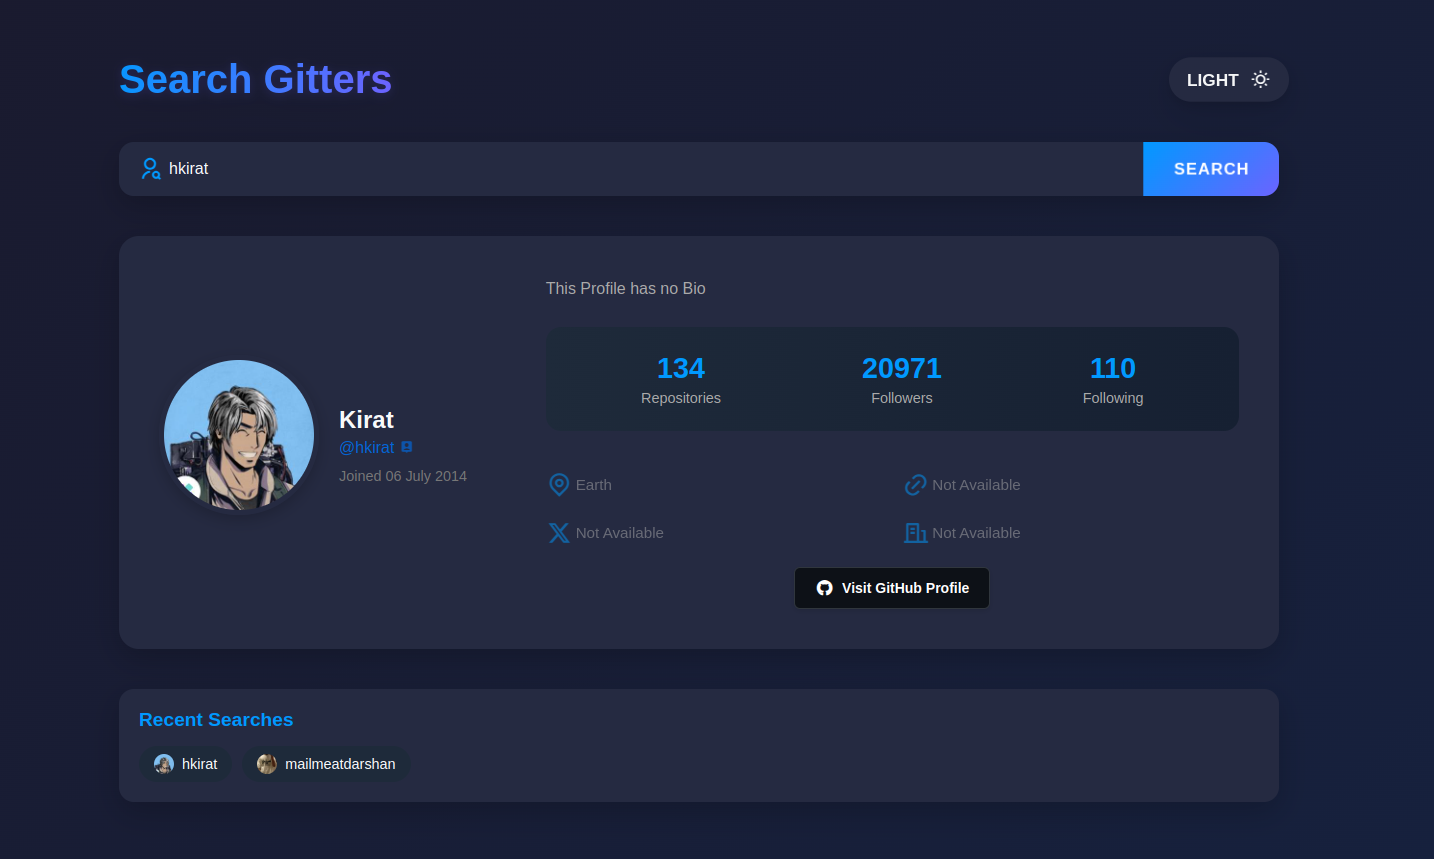 Search Gitters
LIGHT
hkirat
SEARCH
This Profile has no Bio
134
Repositories
20971
Followers
110
Following
Kirat
@hkirat
Joined 06 July 2014
Earth
Not Available
Not Available
Not Available
Visit GitHub Profile
Recent Searches
hkirat
mailmeatdarshan